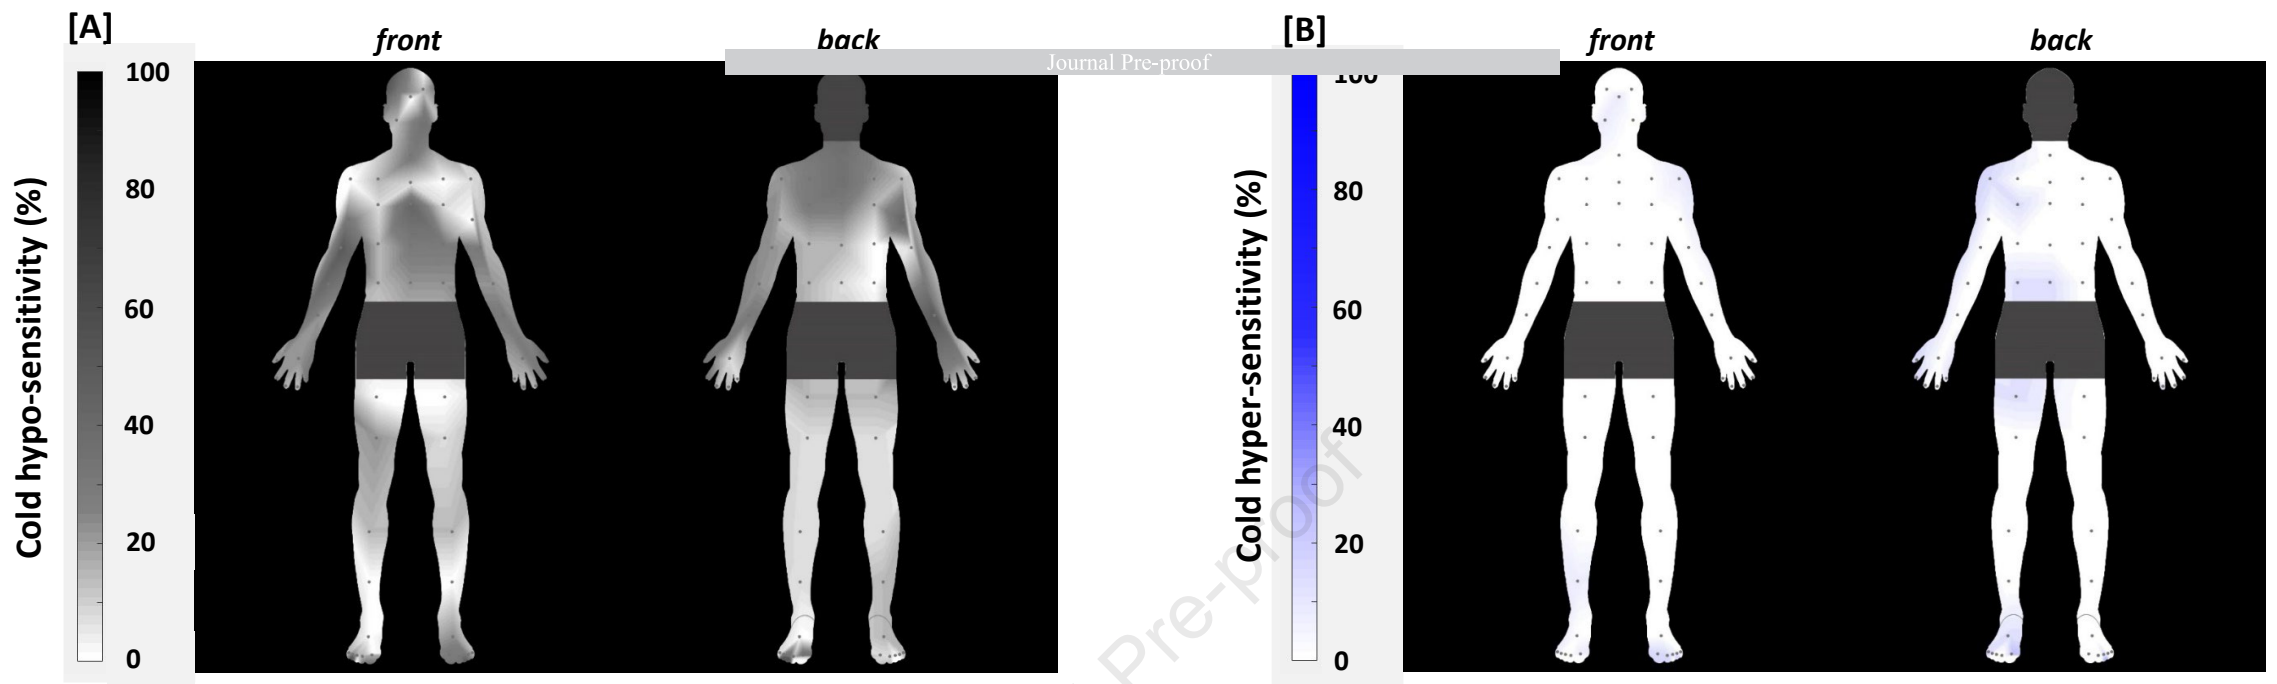 [A]
front
back
Journal Pre-proof
[B]
front
back
Cold hypo-sensitivity (%)
100
80
60
40
20
0
Cold hyper-sensitivity (%)
100
80
60
40
20
0
Pre-proof